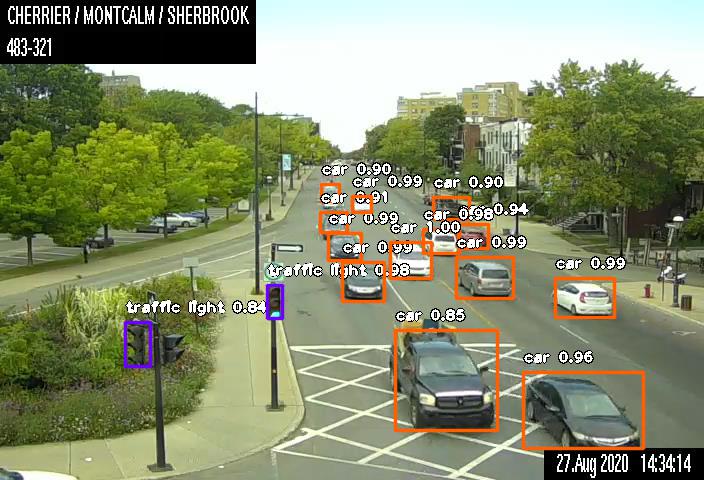 CHERRIER / MONTCALM / SHERBROOK
483-321
car 0.90
car 0.99
car 0.90
car 0.91
car 0.99
car 0.98
0.94
car 1.00
car 0.99
car 0.99
traffic light 0.98
car 0.99
traffic light 0.84
car 0.85
car 0.96
27.Aug 2020 14:34:14